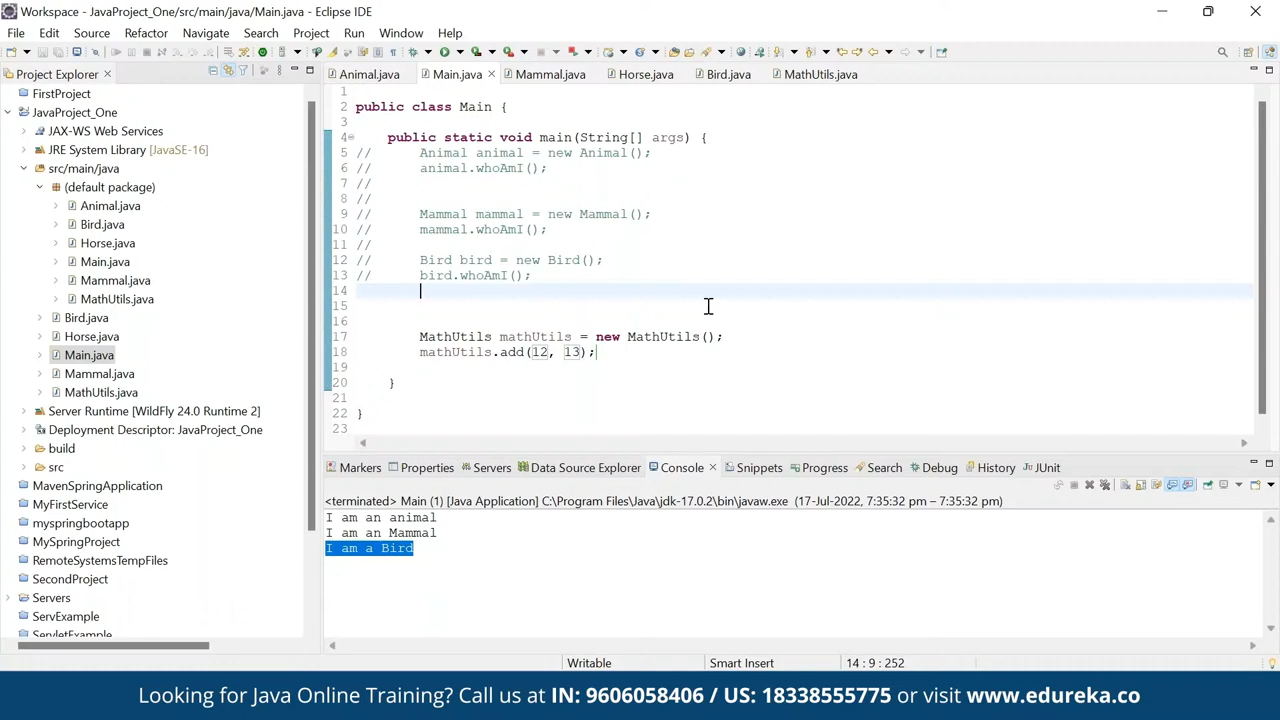 Workspace - JavaProject_One/src/main/java/Main.java - Eclipse IDE
File Edit Source Refactor Navigate Search Project Run Window Help
Project Explorer
FirstProject
JavaProject_One
JAX-WS Web Services
JRE System Library [JavaSE-16]
src/main/java
(default package)
Animal.java
Bird.java
Horse.java
Main.java
Mammal.java
MathUtils.java
Bird.java
Horse.java
Main.java
Mammal.java
MathUtils.java
Server Runtime [WildFly 24.0 Runtime 2]
Deployment Descriptor: JavaProject_One
build
src
MavenSpringApplication
MyFirstService
myspringbootapp
MySpringProject
RemoteSystemsTempFiles
SecondProject
Servers
ServExample
ServletExample
Animal.java Main.java Mammal.java Horse.java Bird.java MathUtils.java
1
2 public class Main {
3
4 public static void main(String[] args) {
5 // Animal animal = new Animal();
6 // animal.whoAmI();
7 //
8 //
9 // Mammal mammal = new Mammal();
10 // mammal.whoAmI();
11 //
12 // Bird bird = new Bird();
13 // bird.whoAmI();
14
15
16
17 MathUtils mathUtils = new MathUtils();
18 mathUtils.add(12, 13);
19
20 }
21
22 }
23
Markers Properties Servers Data Source Explorer Console Snippets Progress Search Debug History JUnit
<terminated> Main (1) [Java Application] C:\Program Files\Java\jdk-17.0.2\bin\javaw.exe (17-Jul-2022, 7:35:32 pm – 7:35:32 pm)
I am an animal
I am an Mammal
I am a Bird
Writable Smart Insert 14 : 9 : 252
Looking for Java Online Training? Call us at IN: 9606058406 / US: 18338555775 or visit www.edureka.co